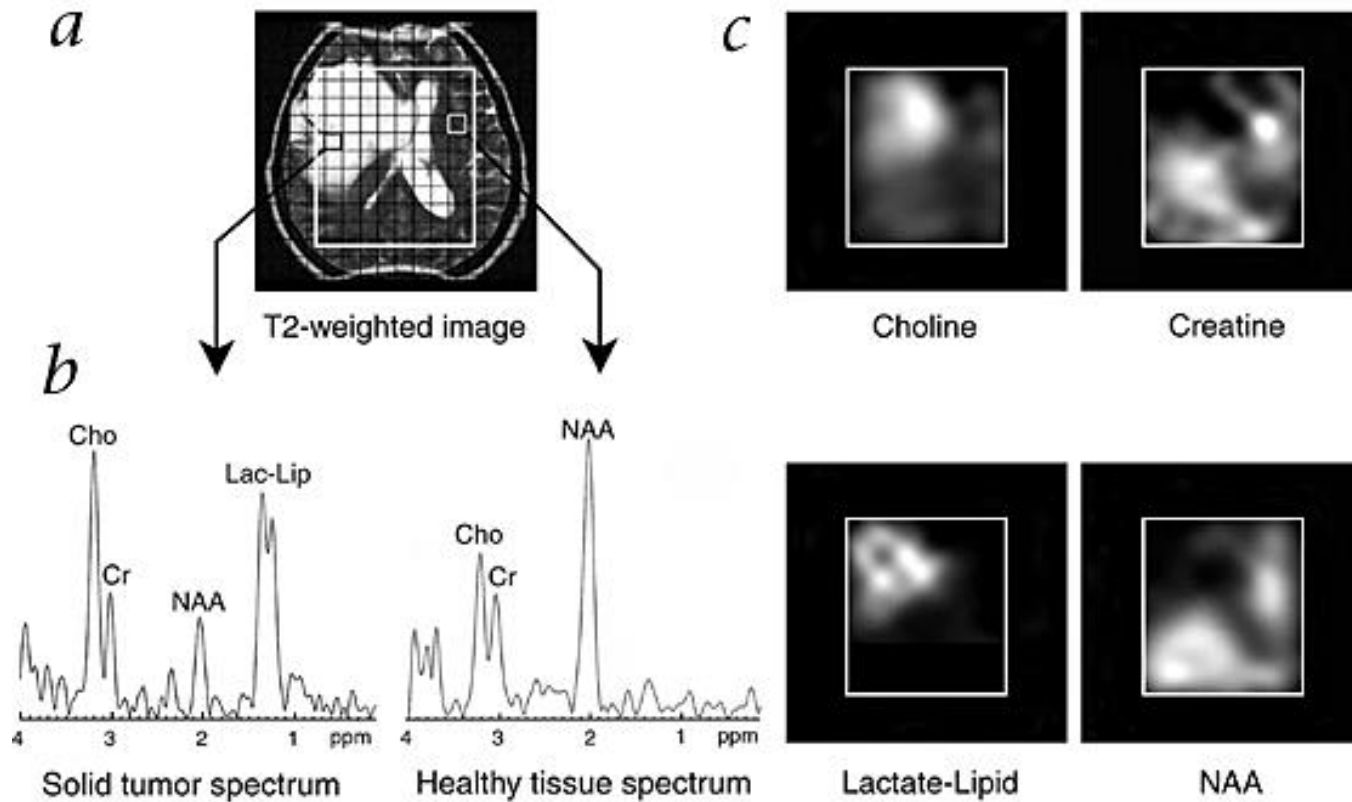 a
T2-weighted image
b
Cho
Cr
NAA
Lac-Lip
4 3 2 1 ppm
Solid tumor spectrum
NAA
Cho
Cr
4 3 2 1 ppm
Healthy tissue spectrum
c
Choline
Creatine
Lactate-Lipid
NAA